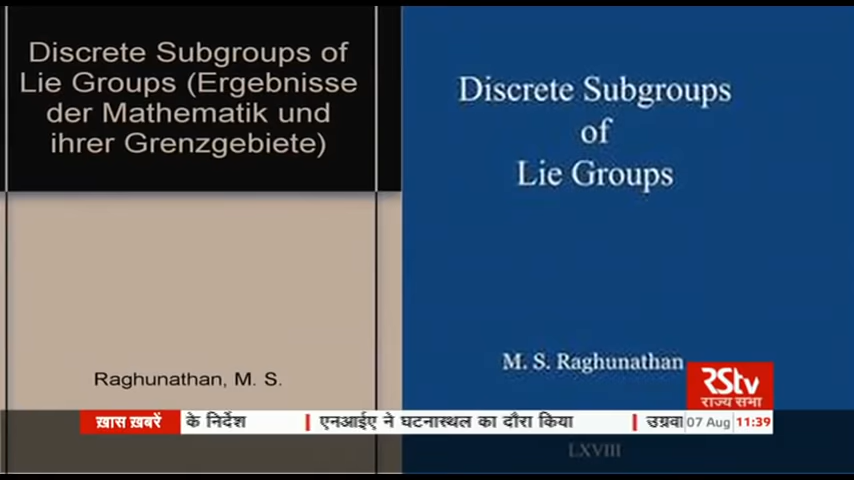 Discrete Subgroups of
Lie Groups (Ergebnisse
der Mathematik und
ihrer Grenzgebiete)
Raghunathan, M. S.
Discrete Subgroups
of
Lie Groups
M. S. Raghunathan
LXVIII
RStv
राज्य सभा
ख़ास ख़बरें
के निर्देश
एनआईए ने घटनास्थल का दौरा किया
07 Aug 11:39